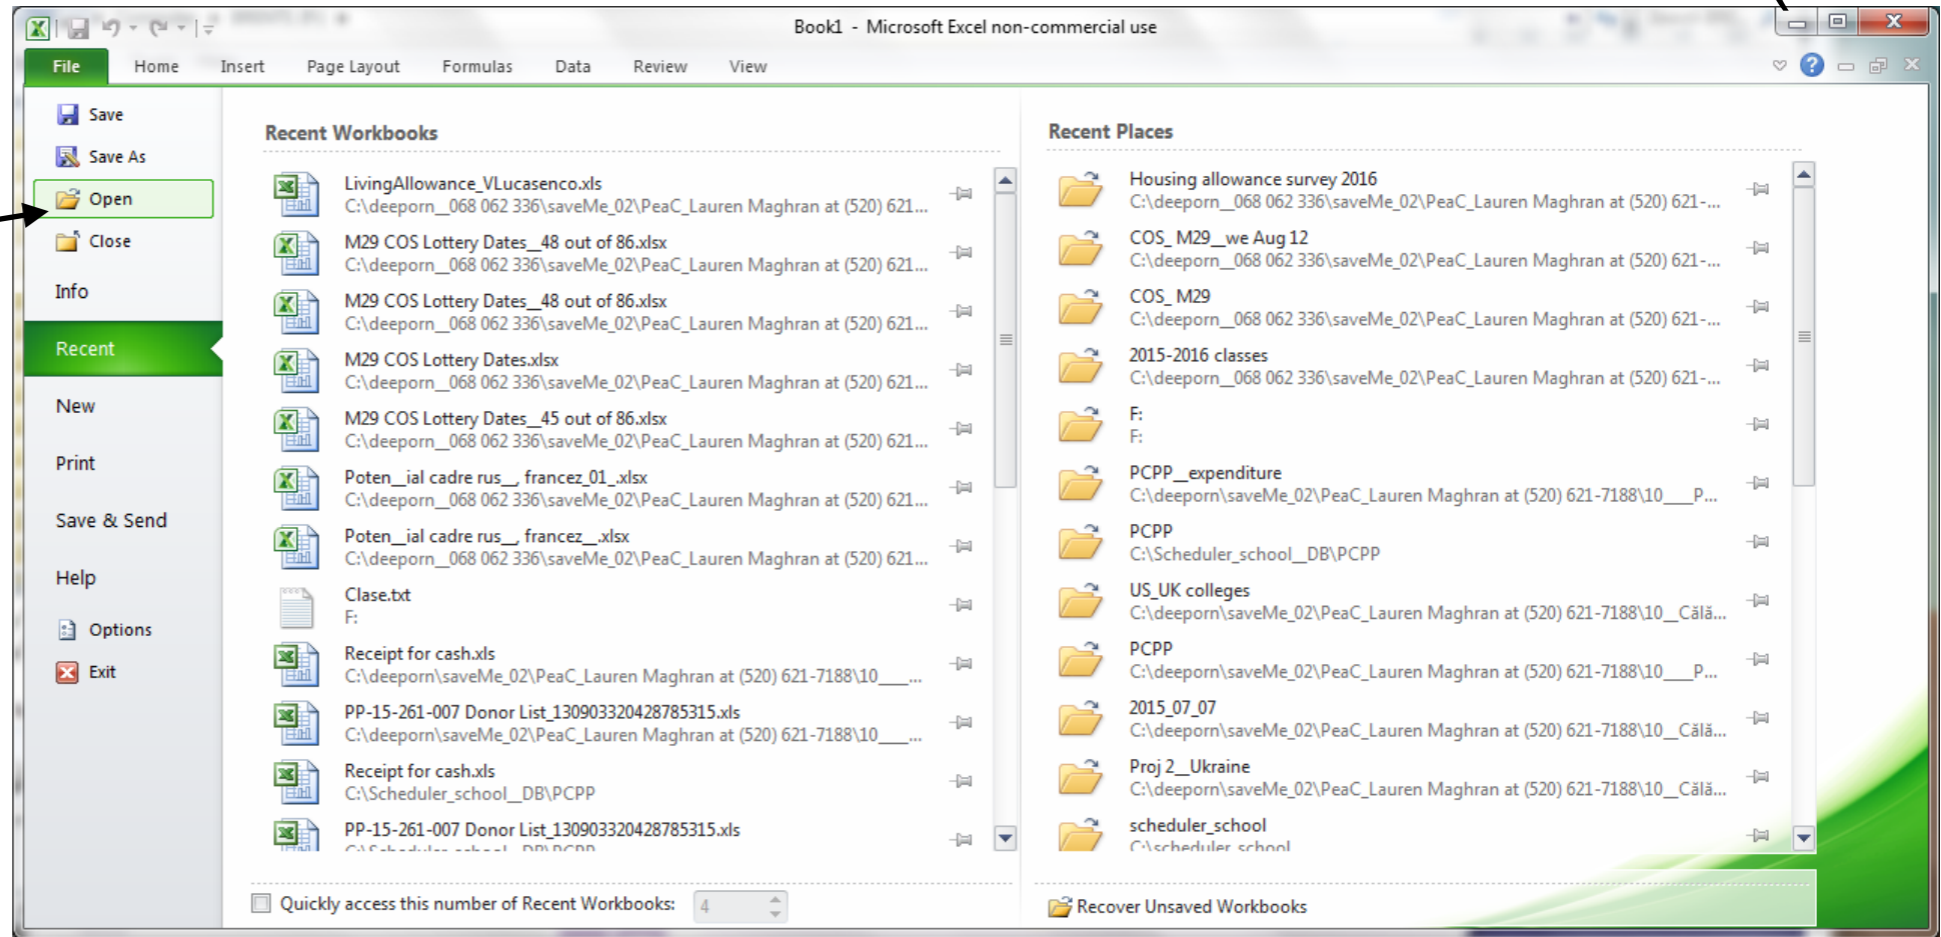 Book1 - Microsoft Excel non-commercial use
File Home Insert Page Layout Formulas Data Review View
Save
Save As
Open
Close
Info
Recent
New
Print
Save & Send
Help
Options
Exit
Recent Workbooks
LivingAllowance_VLucasenco.xls
C:\deeporn__068 062 336\saveMe_02\PeaC_Lauren Maghran at (520) 621...
M29 COS Lottery Dates__48 out of 86.xlsx
C:\deeporn__068 062 336\saveMe_02\PeaC_Lauren Maghran at (520) 621...
M29 COS Lottery Dates__48 out of 86.xlsx
C:\deeporn__068 062 336\saveMe_02\PeaC_Lauren Maghran at (520) 621...
M29 COS Lottery Dates.xlsx
C:\deeporn__068 062 336\saveMe_02\PeaC_Lauren Maghran at (520) 621...
M29 COS Lottery Dates__45 out of 86.xlsx
C:\deeporn__068 062 336\saveMe_02\PeaC_Lauren Maghran at (520) 621...
Poten__ial cadre rus__, francez_01_.xlsx
C:\deeporn__068 062 336\saveMe_02\PeaC_Lauren Maghran at (520) 621...
Poten__ial cadre rus__, francez__.xlsx
C:\deeporn__068 062 336\saveMe_02\PeaC_Lauren Maghran at (520) 621...
Clase.txt
F:
Receipt for cash.xls
C:\deeporn\saveMe_02\PeaC_Lauren Maghran at (520) 621-7188\10____...
PP-15-261-007 Donor List_130903320428785315.xls
C:\deeporn\saveMe_02\PeaC_Lauren Maghran at (520) 621-7188\10____...
Receipt for cash.xls
C:\Scheduler_school__DB\PCPP
PP-15-261-007 Donor List_130903320428785315.xls
C:\Scheduler_school__DB\PCPP
Quickly access this number of Recent Workbooks: 4
Recent Places
Housing allowance survey 2016
C:\deeporn__068 062 336\saveMe_02\PeaC_Lauren Maghran at (520) 621-...
COS_ M29__we Aug 12
C:\deeporn__068 062 336\saveMe_02\PeaC_Lauren Maghran at (520) 621-...
COS_ M29
C:\deeporn__068 062 336\saveMe_02\PeaC_Lauren Maghran at (520) 621-...
2015-2016 classes
C:\deeporn__068 062 336\saveMe_02\PeaC_Lauren Maghran at (520) 621-...
F:
F:
PCPP__expenditure
C:\deeporn\saveMe_02\PeaC_Lauren Maghran at (520) 621-7188\10____P...
PCPP
C:\Scheduler_school__DB\PCPP
US_UK colleges
C:\deeporn\saveMe_02\PeaC_Lauren Maghran at (520) 621-7188\10__Călă...
PCPP
C:\deeporn\saveMe_02\PeaC_Lauren Maghran at (520) 621-7188\10____P...
2015_07_07
C:\deeporn\saveMe_02\PeaC_Lauren Maghran at (520) 621-7188\10__Călă...
Proj 2__Ukraine
C:\deeporn\saveMe_02\PeaC_Lauren Maghran at (520) 621-7188\10__Călă...
scheduler_school
C:\scheduler school
Recover Unsaved Workbooks